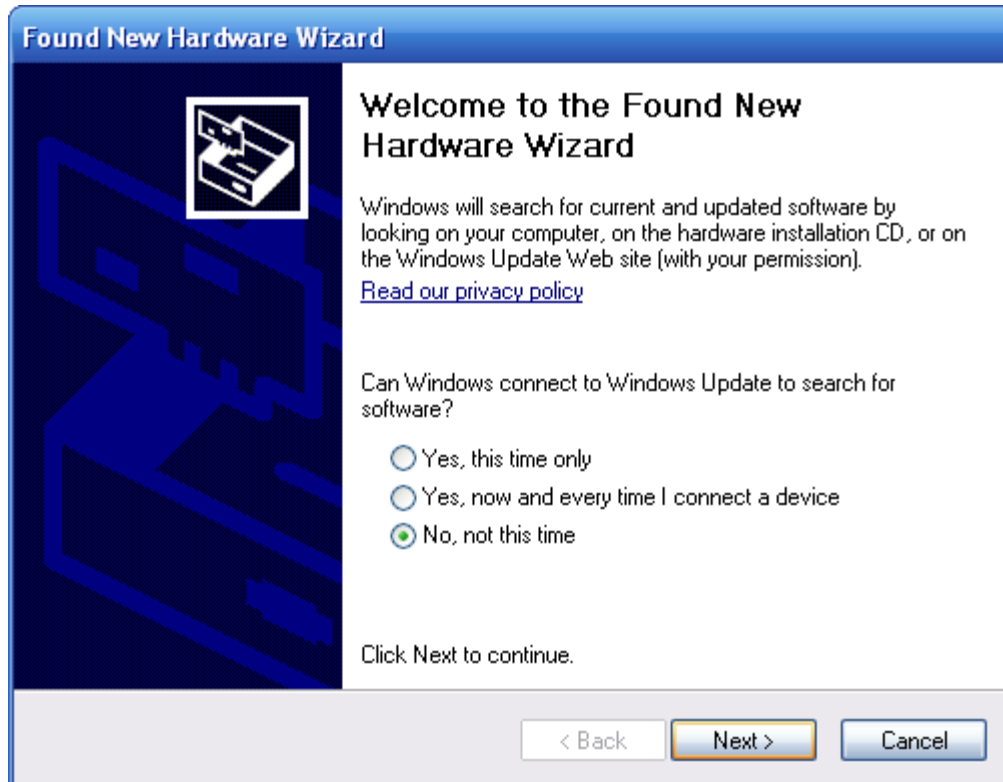 Found New Hardware Wizard
Welcome to the Found New
Hardware Wizard
Windows will search for current and updated software by
looking on your computer, on the hardware installation CD, or on
the Windows Update Web site (with your permission).
Read our privacy policy
Can Windows connect to Windows Update to search for
software?
Yes, this time only
Yes, now and every time I connect a device
No, not this time
Click Next to continue.
< Back
Next >
Cancel